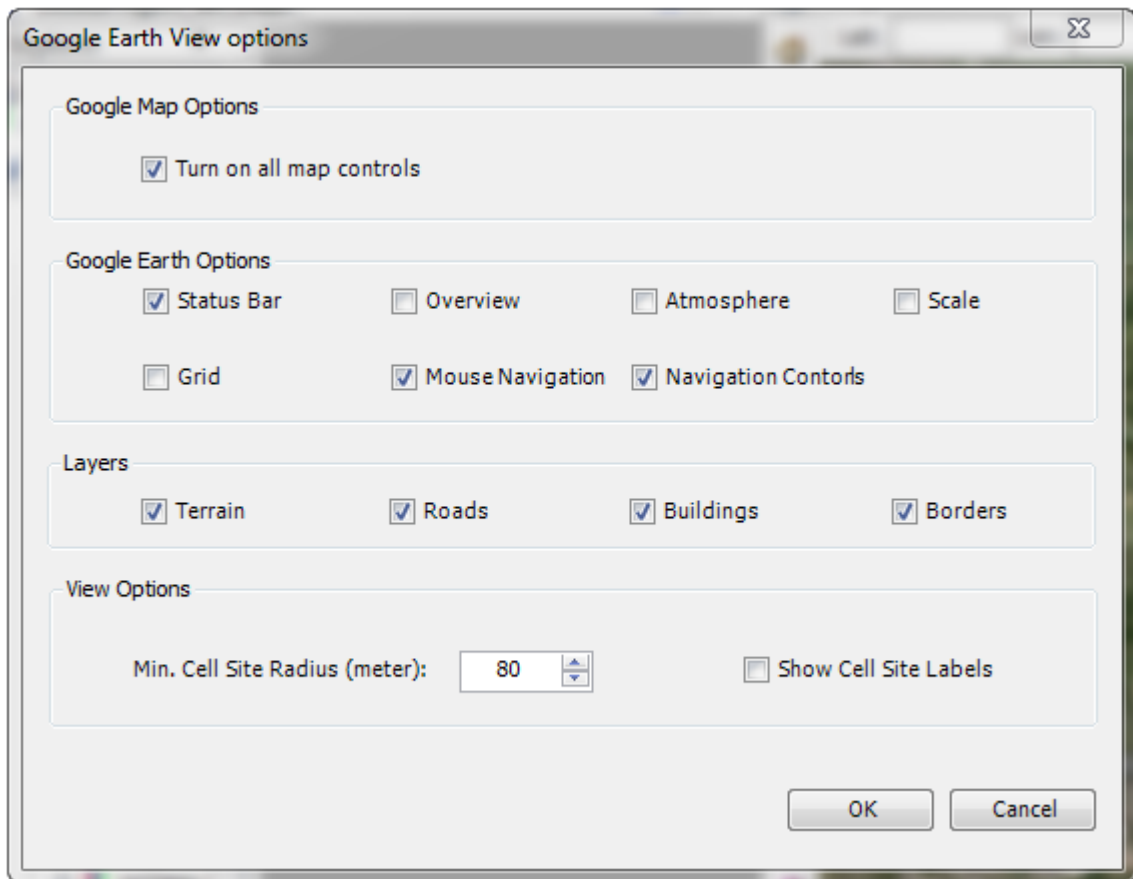 Google Earth View options
Google Map Options
Turn on all map controls
Google Earth Options
Status Bar Overview Atmosphere Scale
Grid Mouse Navigation Navigation Contorls
Layers
Terrain Roads Buildings Borders
View Options
Min. Cell Site Radius (meter): 80 Show Cell Site Labels
OK Cancel